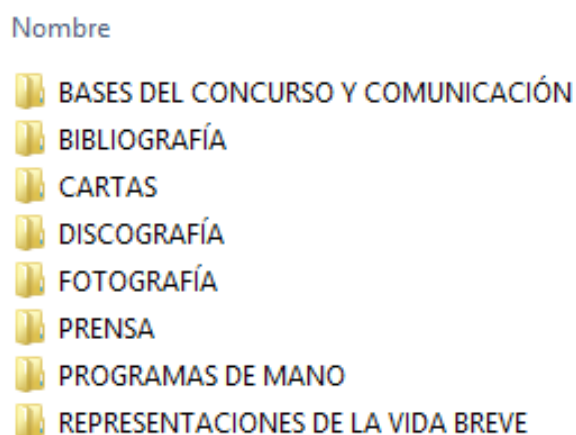 Nombre
BASES DEL CONCURSO Y COMUNICACIÓN
BIBLIOGRAFÍA
CARTAS
DISCOGRAFÍA
FOTOGRAFÍA
PRENSA
PROGRAMAS DE MANO
REPRESENTACIONES DE LA VIDA BREVE